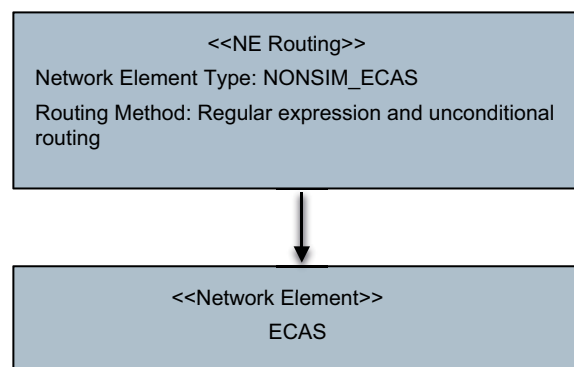 <<NE Routing>>
Network Element Type: NONSIM_ECAS
Routing Method: Regular expression and unconditional
routing
<<Network Element>>
ECAS